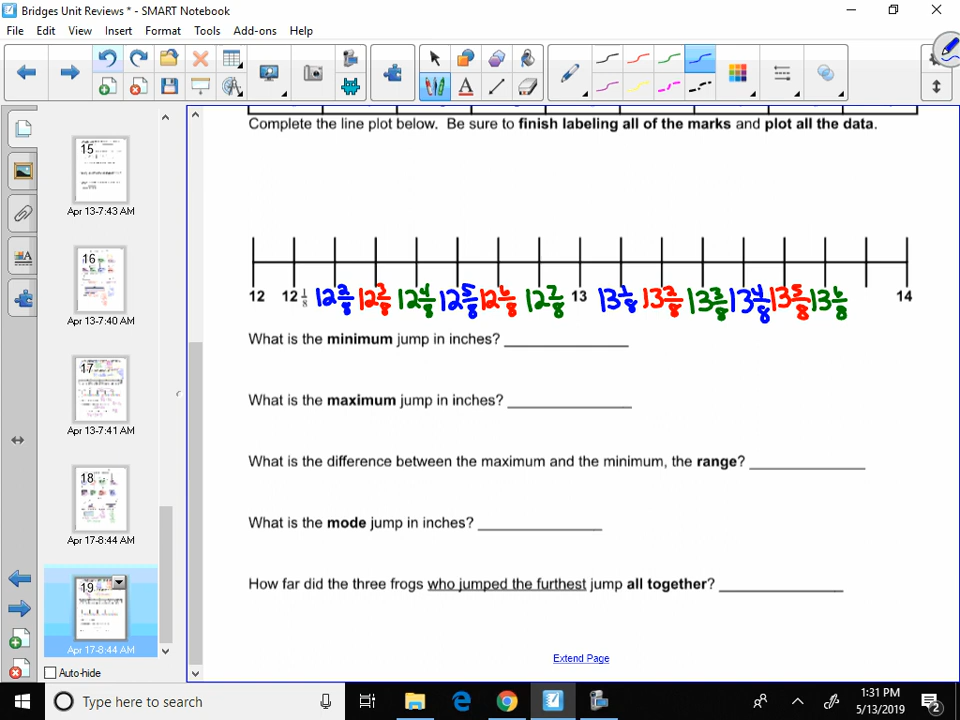 Bridges Unit Reviews * - SMART Notebook
File Edit View Insert Format Tools Add-ons Help
Complete the line plot below. Be sure to finish labeling all of the marks and plot all the data.
12 12 1/8 12 2/8 12 3/8 12 4/8 12 5/8 12 6/8 12 7/8 13 13 1/8 13 2/8 13 3/8 13 4/8 13 5/8 13 6/8 14
What is the minimum jump in inches? _______________
What is the maximum jump in inches? _______________
What is the difference between the maximum and the minimum, the range? ______________
What is the mode jump in inches? _______________
How far did the three frogs who jumped the furthest jump all together? _______________
Extend Page
15
Apr 13-7:43 AM
16
Apr 13-7:40 AM
17
Apr 13-7:41 AM
18
Apr 17-8:44 AM
19
Apr 17-8:44 AM
Auto-hide
Type here to search
1:31 PM
5/13/2019
2